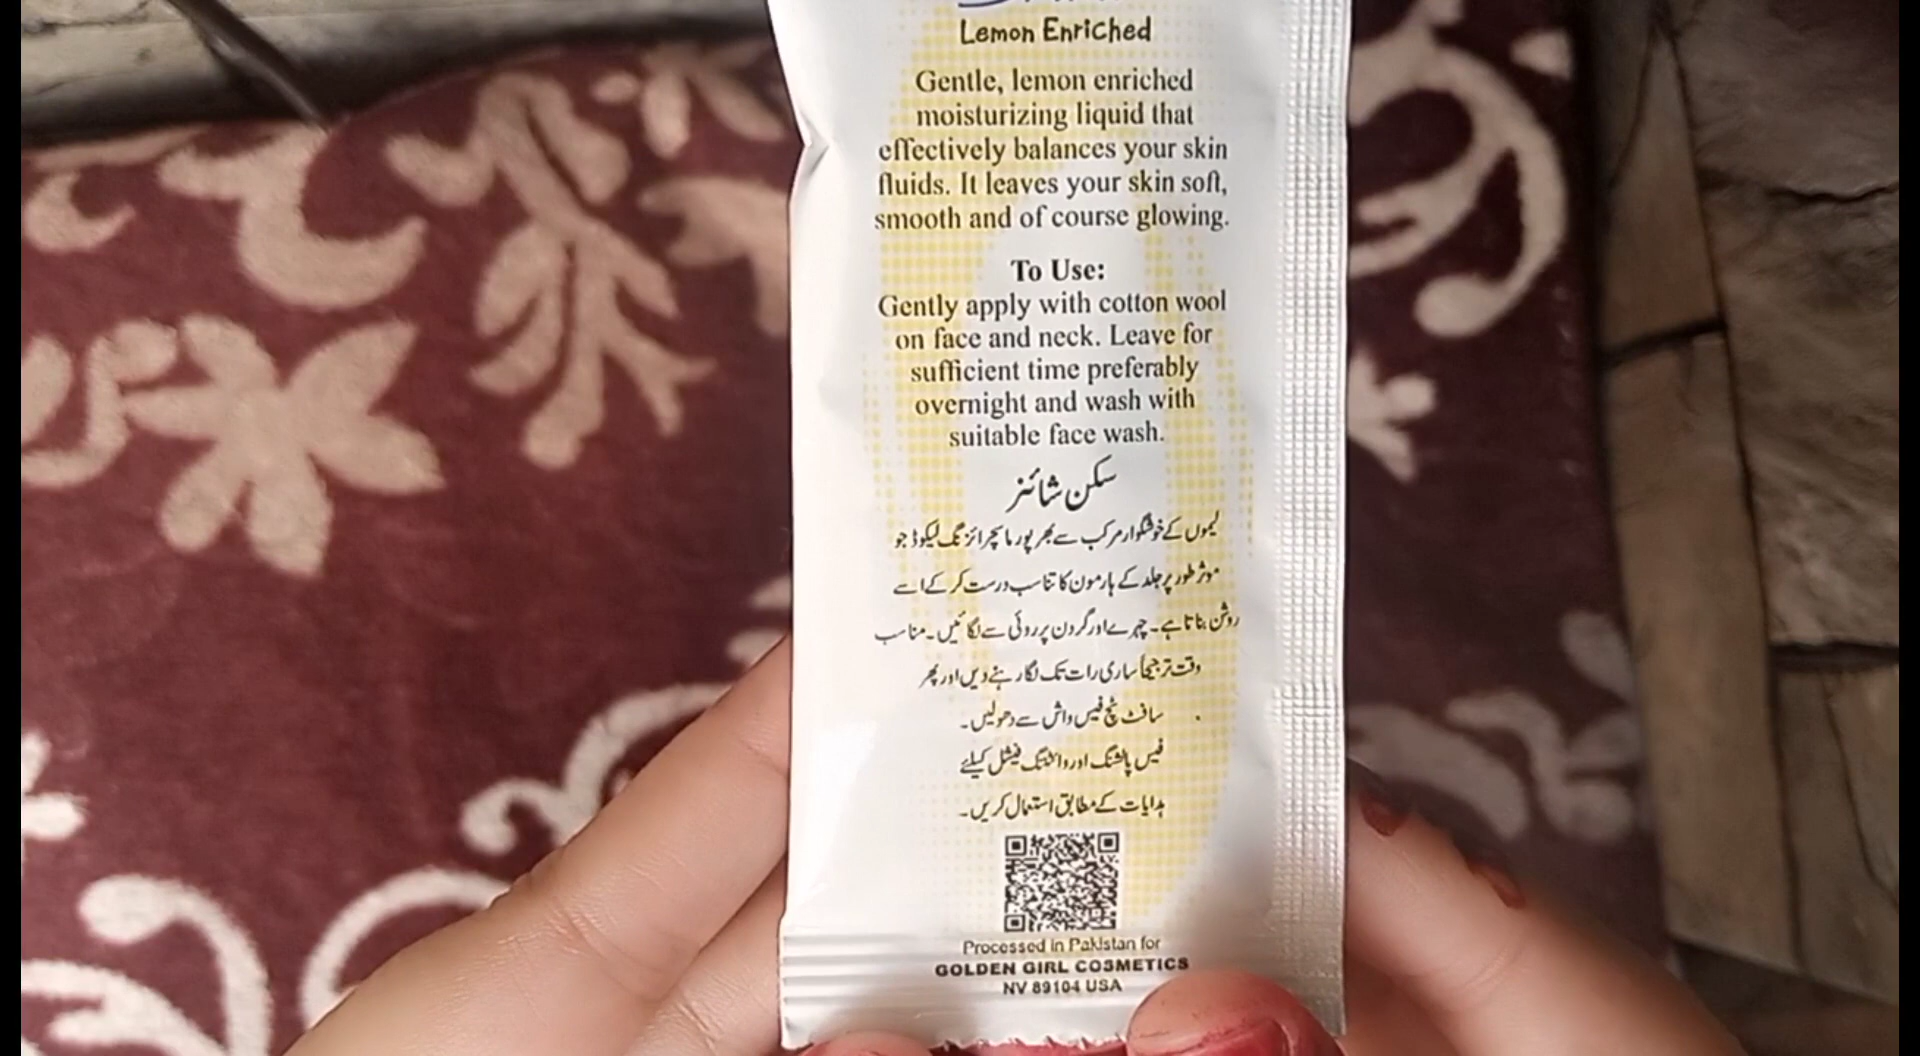 Lemon Enriched
Gentle, lemon enriched
moisturizing liquid that
effectively balances your skin
fluids. It leaves your skin soft,
smooth and of course glowing.
To Use:
Gently apply with cotton wool
on face and neck. Leave for
sufficient time preferably
overnight and wash with
suitable face wash.
سکن شائنر
لیموں کے خوشگوار مرکب سے بھرپور مائسچرائزنگ لیکوڈ جو
موثر طور پر جلد کے ہارمون کا تناسب درست کر کے اسے
روشن بناتا ہے۔ چہرے اور گردن پر روئی سے لگائیں۔ مناسب
وقت ترجیحاً ساری رات تک لگا رہنے دیں اور پھر
سافٹ ٹچ فیس واش سے دھولیں۔
فیس پالشنگ اور وائٹنگ فیشل کیلئے
ہدایات کے مطابق استعمال کریں۔
Processed in Pakistan for
GOLDEN GIRL COSMETICS
NV 89104 USA